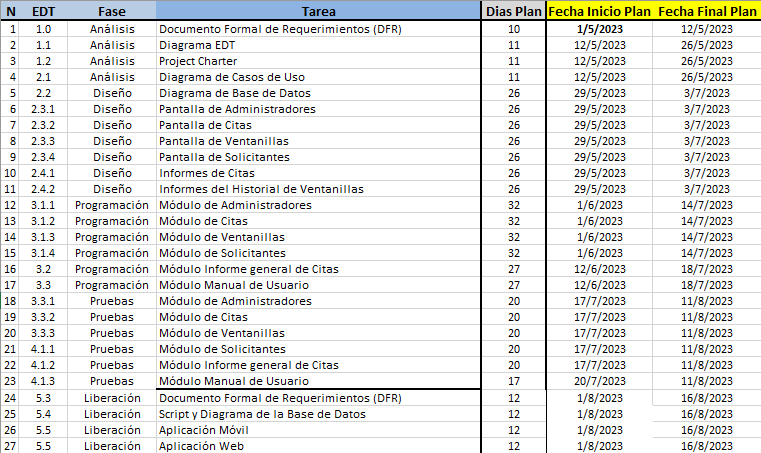 N EDT Fase Tarea Dias Plan Fecha Inicio Plan Fecha Final Plan
1 1.0 Análisis Documento Formal de Requerimientos (DFR) 10 1/5/2023 12/5/2023
2 1.1 Análisis Diagrama EDT 11 12/5/2023 26/5/2023
3 1.2 Análisis Project Charter 11 12/5/2023 26/5/2023
4 2.1 Análisis Diagrama de Casos de Uso 11 12/5/2023 26/5/2023
5 2.2 Diseño Diagrama de Base de Datos 26 29/5/2023 3/7/2023
6 2.3.1 Diseño Pantalla de Administradores 26 29/5/2023 3/7/2023
7 2.3.2 Diseño Pantalla de Citas 26 29/5/2023 3/7/2023
8 2.3.3 Diseño Pantalla de Ventanillas 26 29/5/2023 3/7/2023
9 2.3.4 Diseño Pantalla de Solicitantes 26 29/5/2023 3/7/2023
10 2.4.1 Diseño Informes de Citas 26 29/5/2023 3/7/2023
11 2.4.2 Diseño Informes del Historial de Ventanillas 26 29/5/2023 3/7/2023
12 3.1.1 Programación Módulo de Administradores 32 1/6/2023 14/7/2023
13 3.1.2 Programación Módulo de Citas 32 1/6/2023 14/7/2023
14 3.1.3 Programación Módulo de Ventanillas 32 1/6/2023 14/7/2023
15 3.1.4 Programación Módulo de Solicitantes 32 1/6/2023 14/7/2023
16 3.2 Programación Módulo Informe general de Citas 27 12/6/2023 18/7/2023
17 3.3 Programación Módulo Manual de Usuario 27 12/6/2023 18/7/2023
18 3.3.1 Pruebas Módulo de Administradores 20 17/7/2023 11/8/2023
19 3.3.2 Pruebas Módulo de Citas 20 17/7/2023 11/8/2023
20 3.3.3 Pruebas Módulo de Ventanillas 20 17/7/2023 11/8/2023
21 4.1.1 Pruebas Módulo de Solicitantes 20 17/7/2023 11/8/2023
22 4.1.2 Pruebas Módulo Informe general de Citas 20 17/7/2023 11/8/2023
23 4.1.3 Pruebas Módulo Manual de Usuario 17 20/7/2023 11/8/2023
24 5.3 Liberación Documento Formal de Requerimientos (DFR) 12 1/8/2023 16/8/2023
25 5.4 Liberación Script y Diagrama de la Base de Datos 12 1/8/2023 16/8/2023
26 5.5 Liberación Aplicación Móvil 12 1/8/2023 16/8/2023
27 5.5 Liberación Aplicación Web 12 1/8/2023 16/8/2023